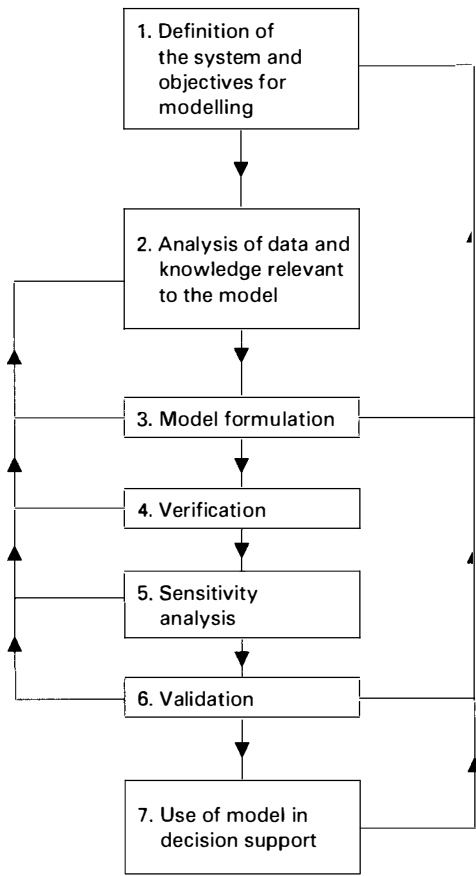 1. Definition of
the system and
objectives for
modelling
2. Analysis of data and
knowledge relevant
to the model
3. Model formulation
4. Verification
5. Sensitivity
analysis
6. Validation
7. Use of model in
decision support